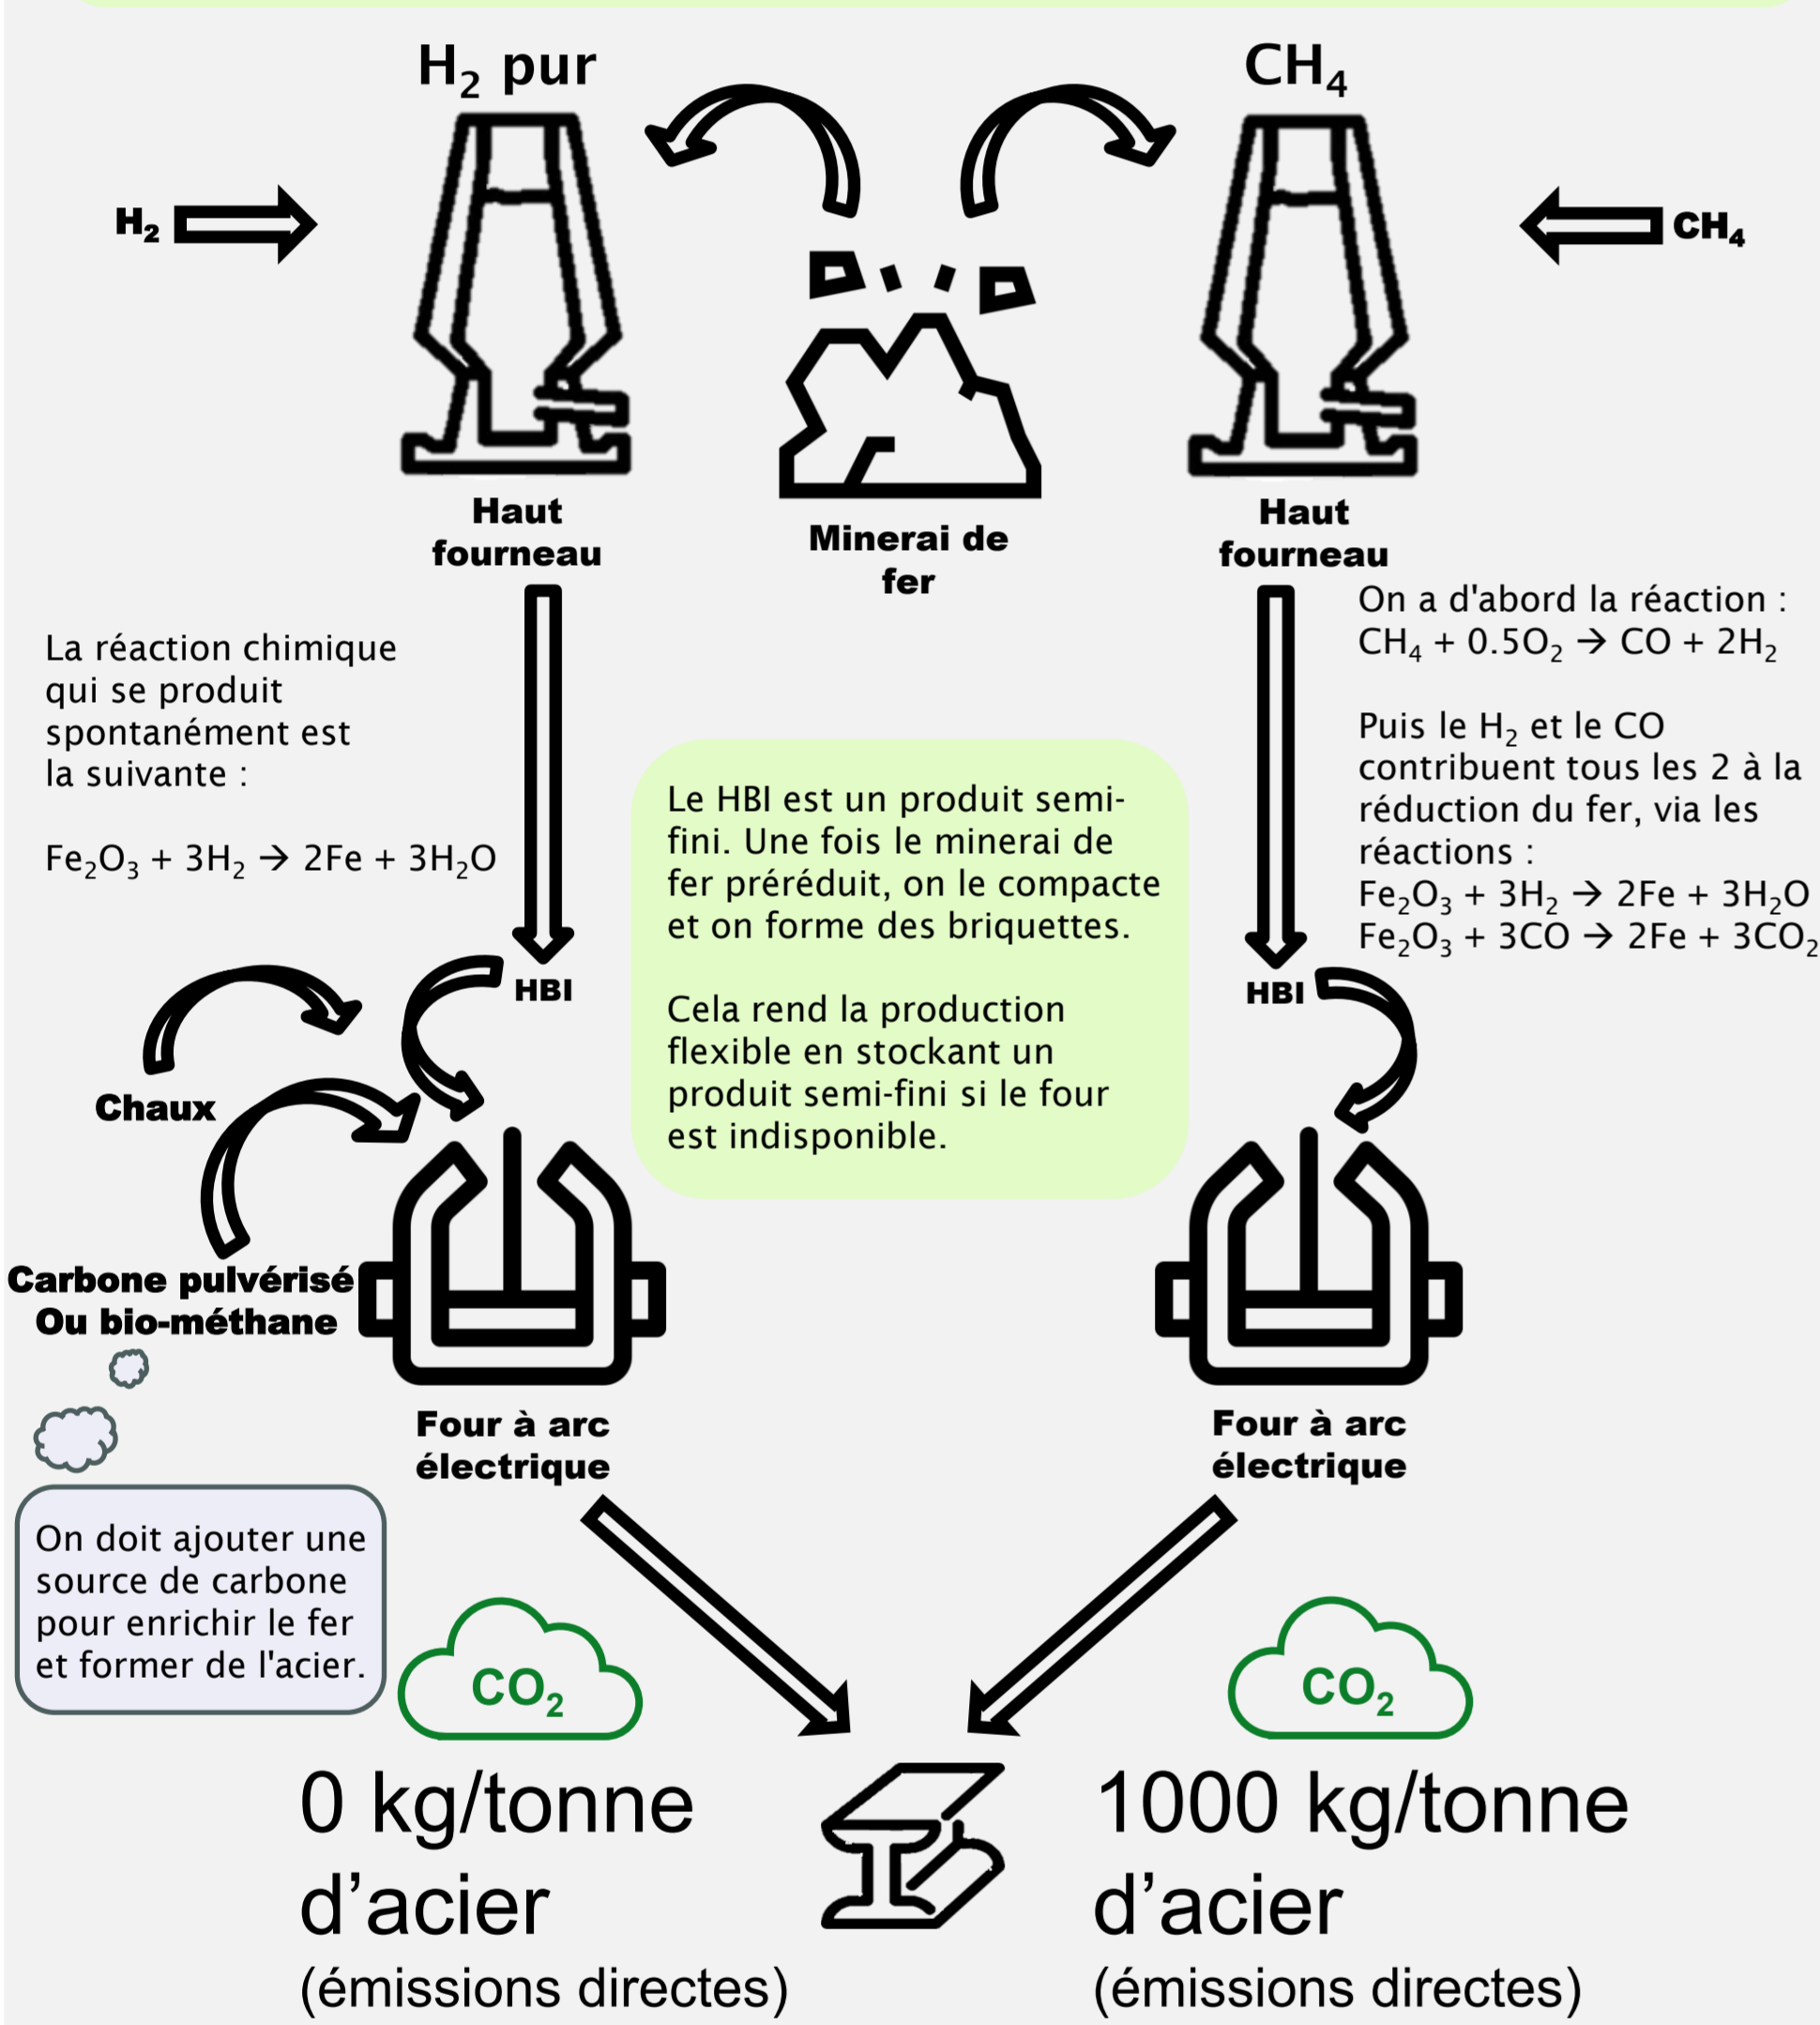 H₂ pur
CH₄
H₂
CH₄
Haut
fourneau
Minerai de
fer
Haut
fourneau
La réaction chimique
qui se produit
spontanément est
la suivante :
Fe₂O₃ + 3H₂ → 2Fe + 3H₂O
On a d'abord la réaction :
CH₄ + 0.5O₂ → CO + 2H₂
Puis le H₂ et le CO
contribuent tous les 2 à la
réduction du fer, via les
réactions :
Fe₂O₃ + 3H₂ → 2Fe + 3H₂O
Fe₂O₃ + 3CO → 2Fe + 3CO₂
Le HBI est un produit semi-
fini. Une fois le minerai de
fer préréduit, on le compacte
et on forme des briquettes.
Cela rend la production
flexible en stockant un
produit semi-fini si le four
est indisponible.
HBI
HBI
Chaux
Carbone pulvérisé
Ou bio-méthane
Four à arc
électrique
Four à arc
électrique
On doit ajouter une
source de carbone
pour enrichir le fer
et former de l'acier.
CO₂
CO₂
0 kg/tonne
d’acier
(émissions directes)
1000 kg/tonne
d’acier
(émissions directes)